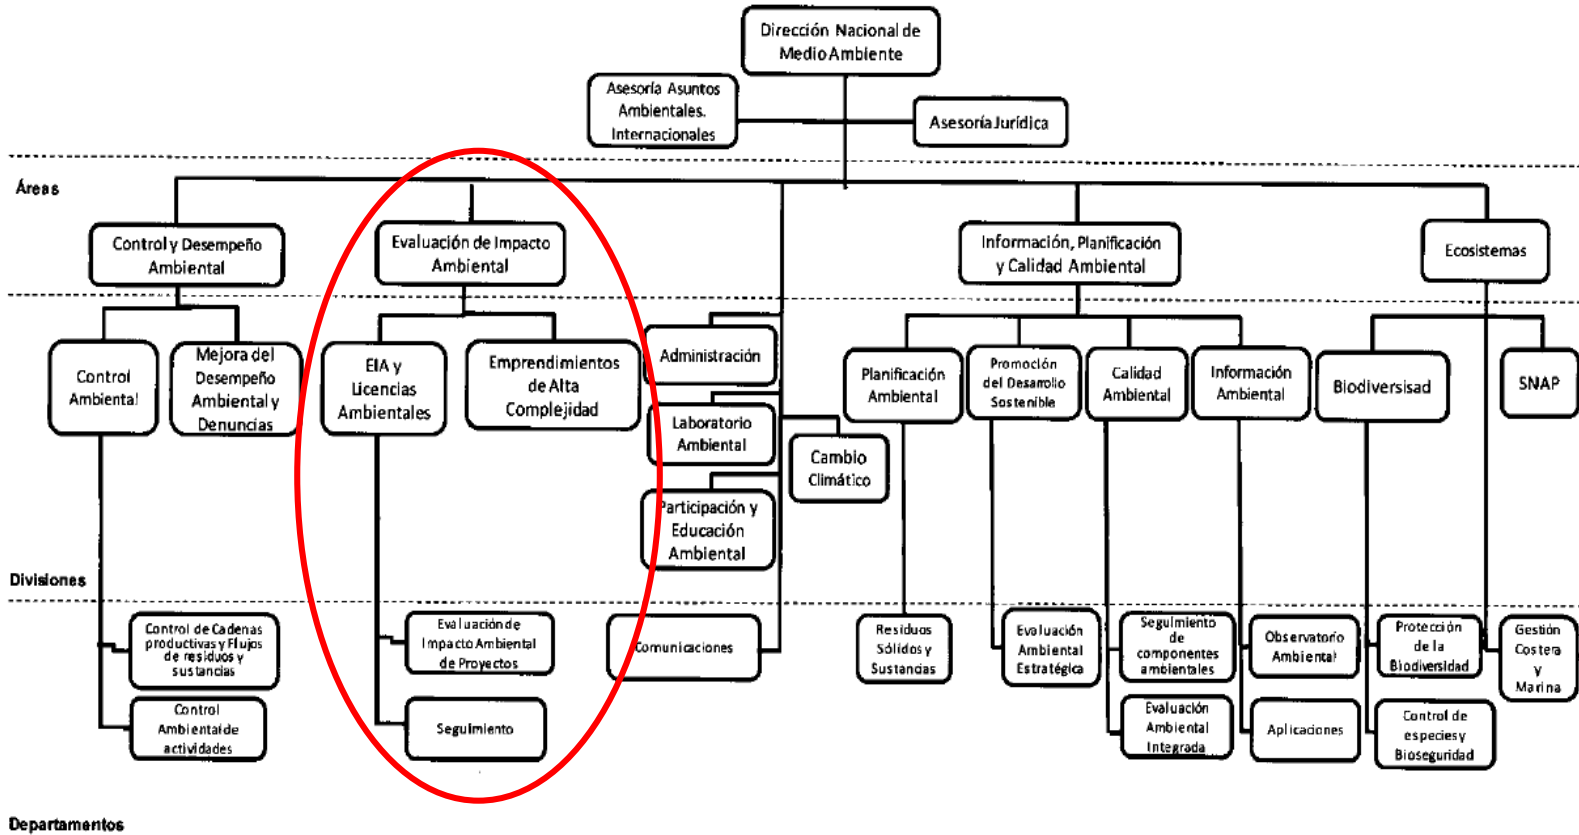 Dirección Nacional de
Medio Ambiente
Asesoría Asuntos
Ambientales.
Internacionales
Asesoría Jurídica
Áreas
Control y Desempeño
Ambiental
Evaluación de Impacto
Ambiental
Información, Planificación
y Calidad Ambiental
Ecosistemas
Control
Ambiental
Mejora del
Desempeño
Ambiental y
Denuncias
EIA y
Licencias
Ambientales
Emprendimientos
de Alta
Complejidad
Administración
Laboratorio
Ambiental
Participación y
Educación
Ambiental
Cambio
Climático
Planificación
Ambiental
Promoción
del Desarrollo
Sostenible
Calidad
Ambiental
Información
Ambiental
Biodiversisad
SNAP
Divisiones
Control de Cadenas
productivas y Flujos
de residuos y
sustancias
Control
Ambiental de
actividades
Evaluación de
Impacto Ambiental
de Proyectos
Seguimiento
Comunicaciones
Residuos
Sólidos y
Sustancias
Evaluación
Ambiental
Estratégica
Seguimiento
de
componentes
ambientales
Evaluación
Ambiental
Integrada
Observatorio
Ambiental
Aplicaciones
Protección
de la
Biodiversidad
Control de
especies y
Bioseguridad
Gestión
Costera
y
Marina
Departamentos